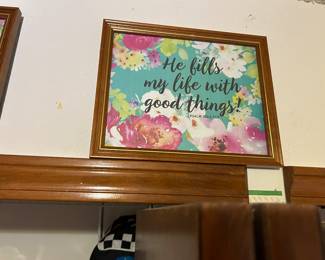 He fills
my life with
good things!